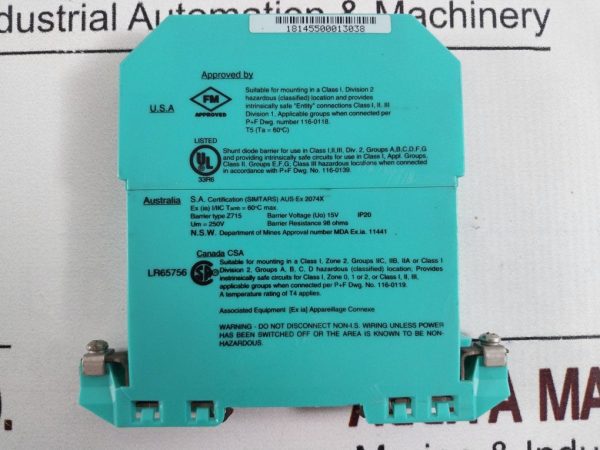 ndustrial Automation & Machinery
18145500013038
Approved by
U.S.A
FM
APPROVED
Suitable for mounting in a Class I, Division 2
hazardous (classified) location and provides
intrinsically safe "Entity" connections Class I, II, III
Division 1, Applicable groups when connected per
P+F Dwg. number 116-0118.
T5 (Ta = 60°C)
LISTED
UL
33R6
Shunt diode barrier for use in Class I,II,III, Div. 2, Groups A,B,C,D,F,G
and providing intrinsically safe circuits for use in Class I, Appl. Groups,
Class II, Groups E,F,G; Class III hazardous locations when connected
in accordance with P+F Dwg. No. 116-0139.
Australia
S.A. Certification (SIMTARS) AUS Ex 2074X
Ex (ia) I/IIC Tamb = 60°C max.
Barrier type Z715 Barrier Voltage (Uo) 15V IP20
Um = 250V Barrier Resistance 98 ohms
N.S.W. Department of Mines Approval number MDA Ex.ia. 11441
Canada CSA
LR65756
Suitable for mounting in a Class I, Zone 2, Groups IIC, IIB, IIA or Class I
Division 2, Groups A, B, C, D hazardous (classified) location. Provides
intrinsically safe circuits for Class I, Zone 0, 1 or 2, or Class I, II, III,
applicable groups when connected per P+F Dwg. No. 116-0119.
A temperature rating of T4 applies.
Associated Equipment [Ex ia] Appareillage Connexe
WARNING - DO NOT DISCONNECT NON-I.S. WIRING UNLESS POWER
HAS BEEN SWITCHED OFF OR THE AREA IS KNOWN TO BE NON-
HAZARDOUS.